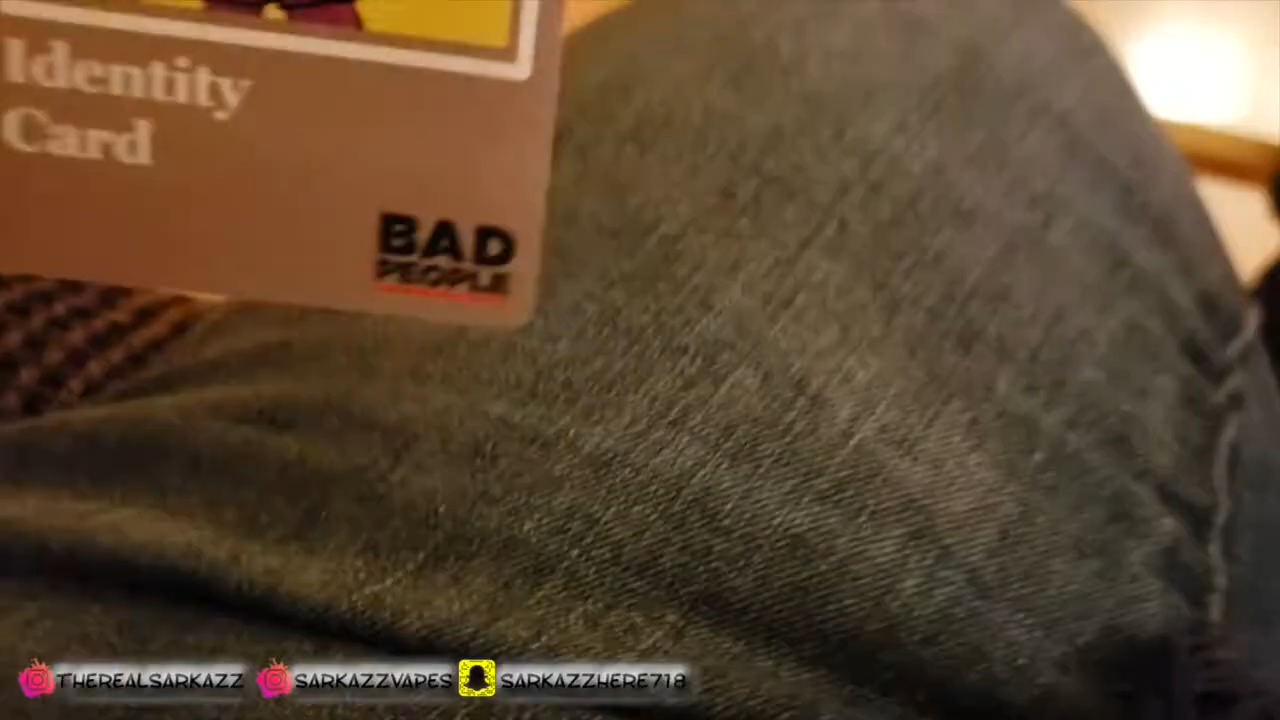 Identity
Card
BAD
PEOPLE
THEREALSARKAZZ SARKAZZVAPES SARKAZZHERE718